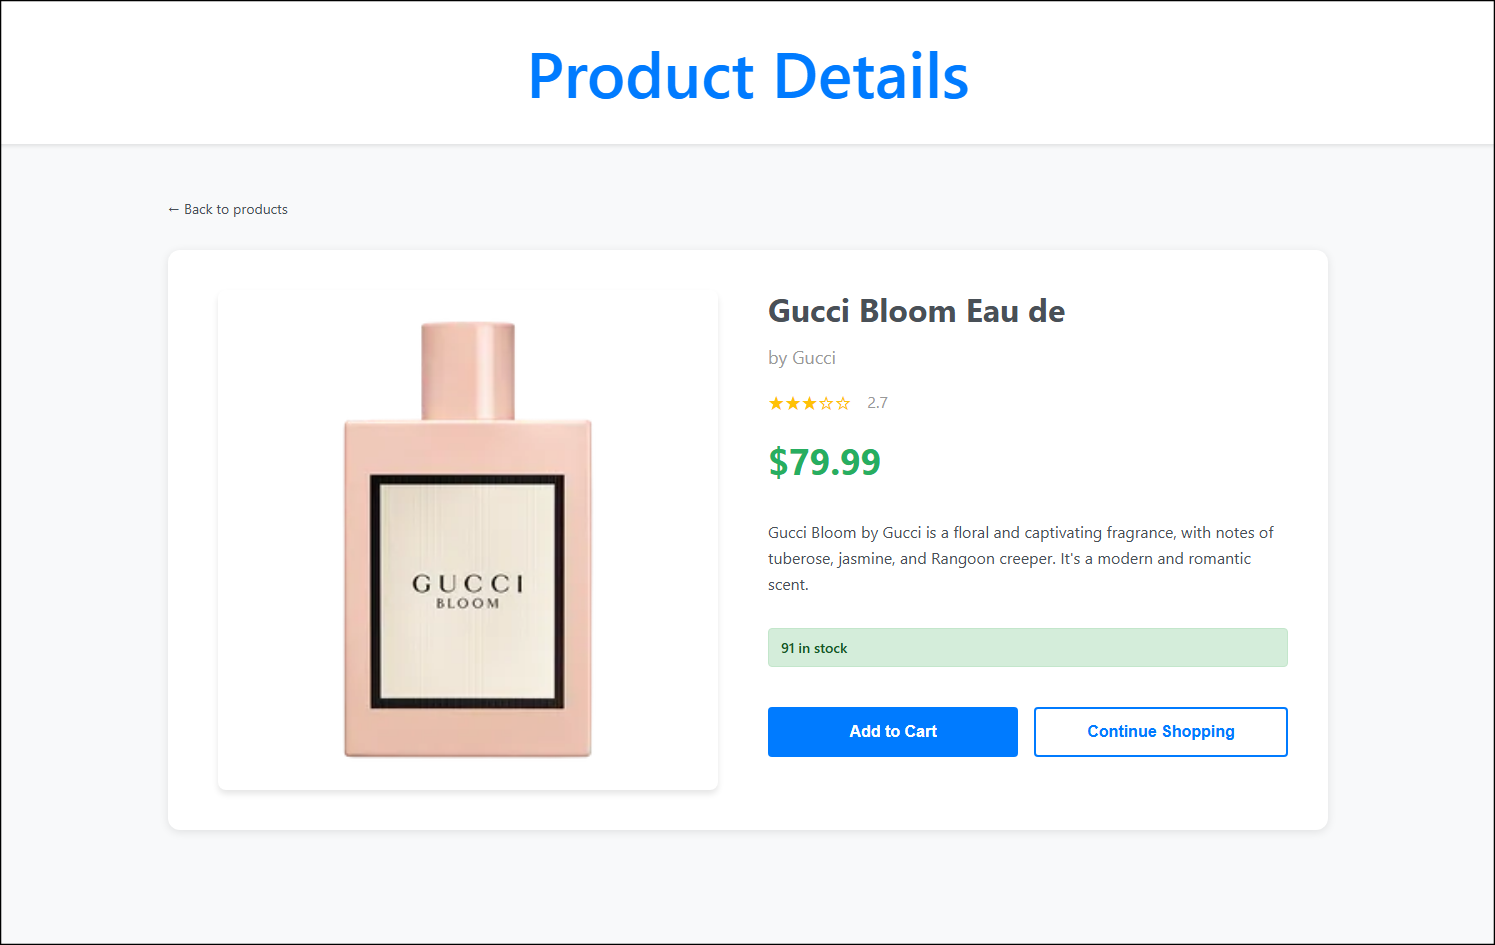 Product Details
← Back to products
GUCCI
BLOOM
Gucci Bloom Eau de
by Gucci
★★★☆☆ 2.7
$79.99
Gucci Bloom by Gucci is a floral and captivating fragrance, with notes of
tuberose, jasmine, and Rangoon creeper. It's a modern and romantic
scent.
91 in stock
Add to Cart
Continue Shopping